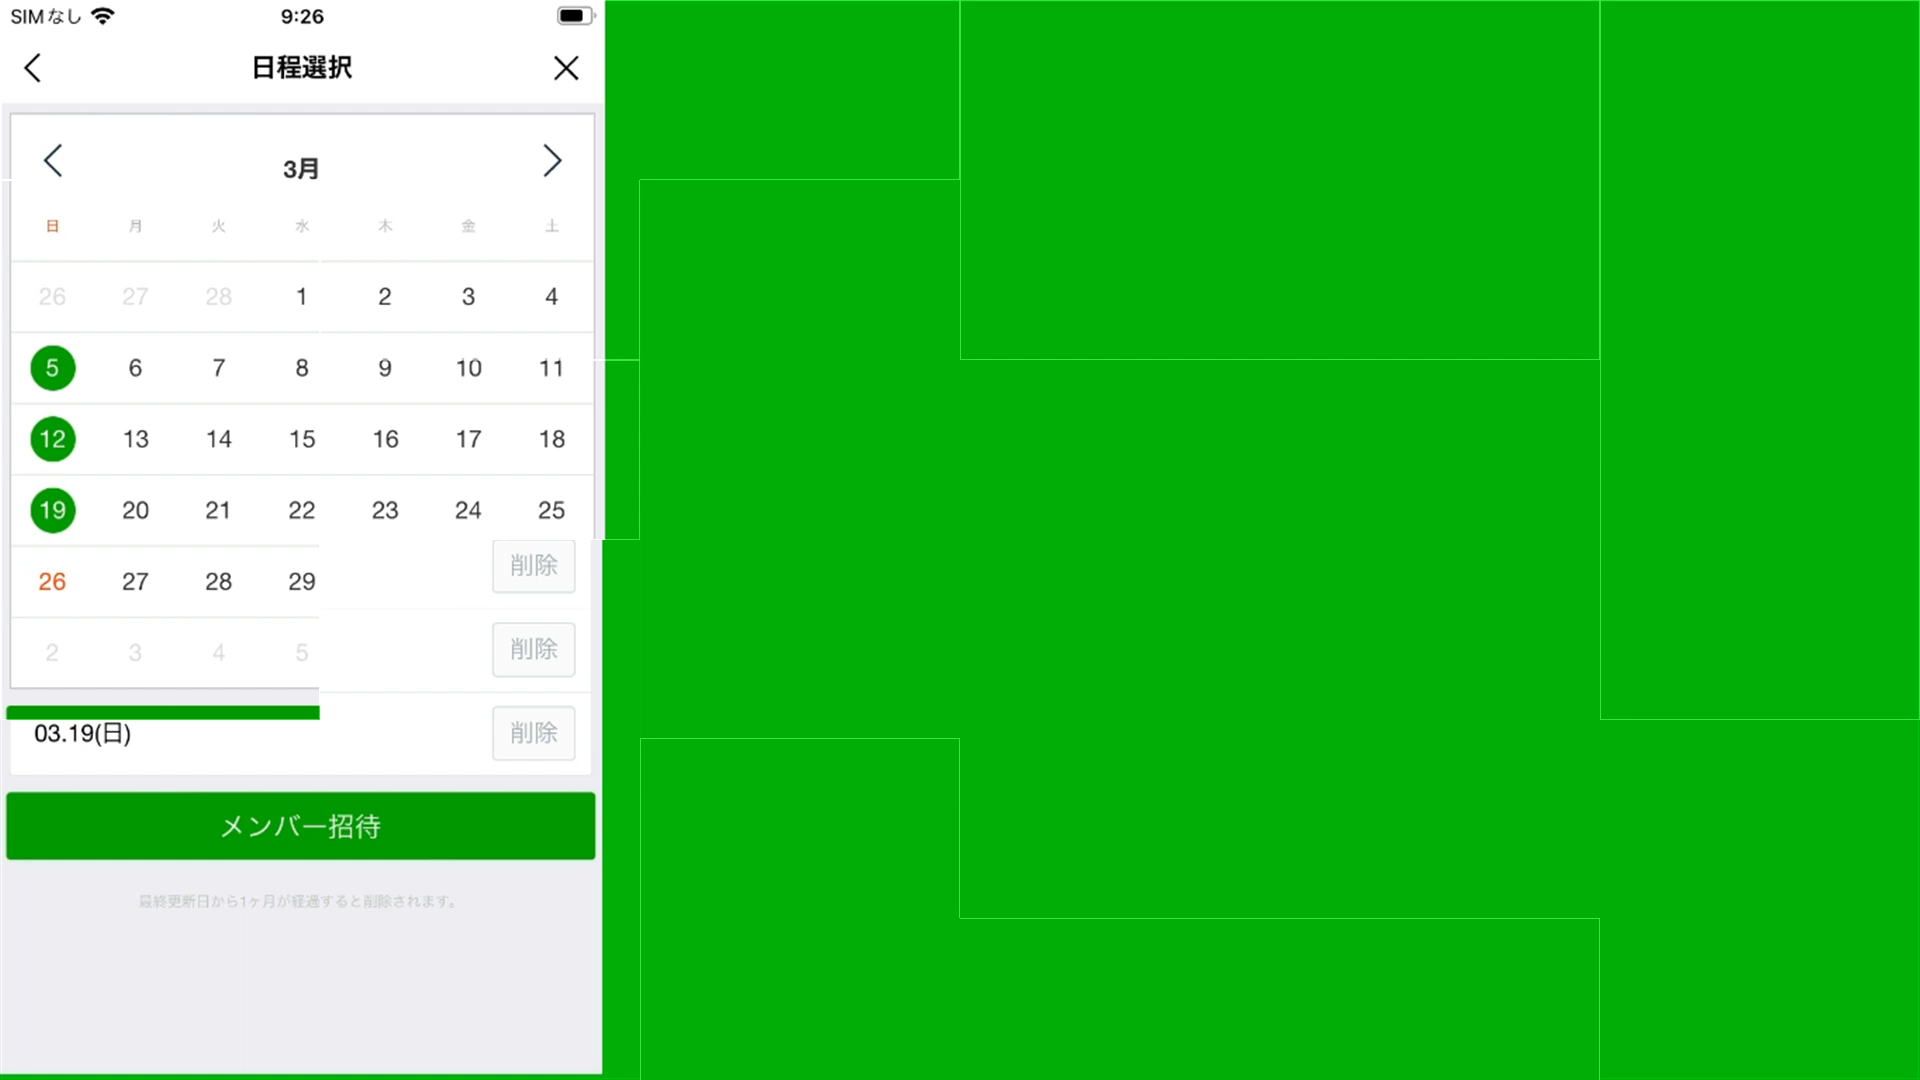 SIMなし 9:26
日程選択
3月
日 月 火 水 木 金 土
26 27 28 1 2 3 4
5 6 7 8 9 10 11
12 13 14 15 16 17 18
19 20 21 22 23 24 25
削除
26 27 28 29
削除
2 3 4 5
03.19(日) 削除
メンバー招待
最終更新日から1ヶ月が経過すると削除されます。